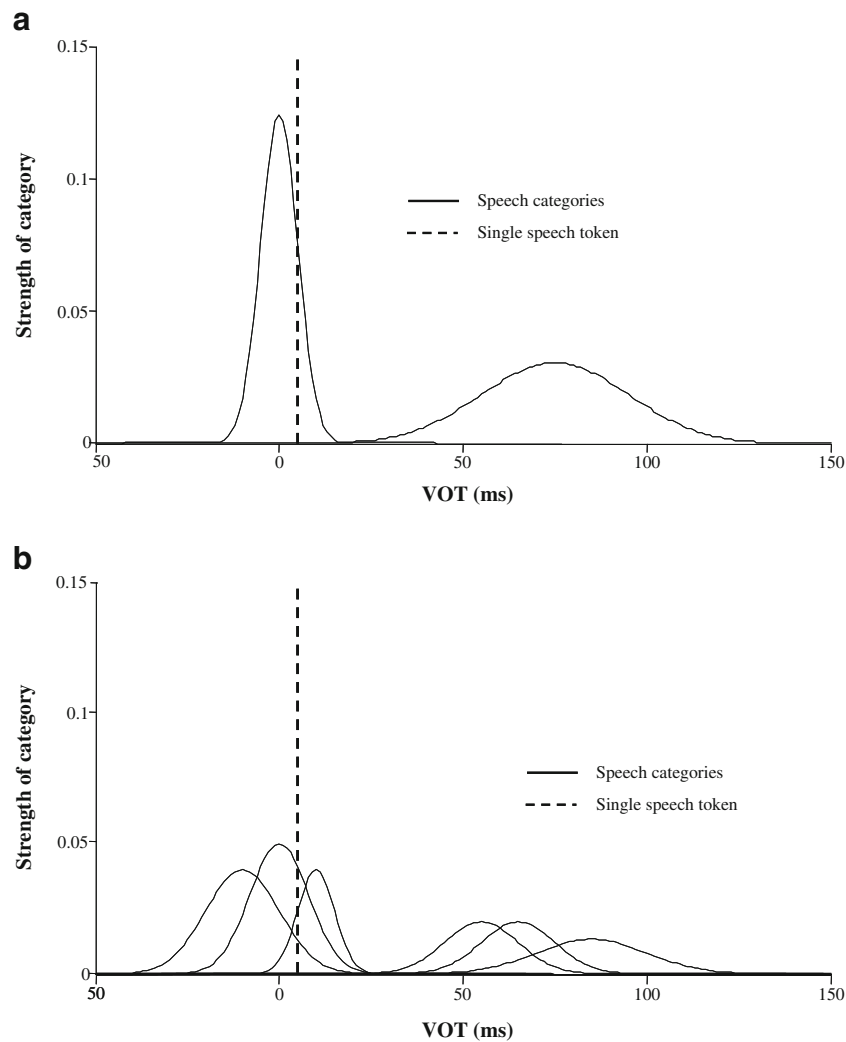 a
0.15
0.1
0.05
0
Strength of category
Speech categories
Single speech token
50 0 50 100 150
VOT (ms)
b
0.15
0.1
0.05
0
Strength of category
Speech categories
Single speech token
50 0 50 100 150
VOT (ms)